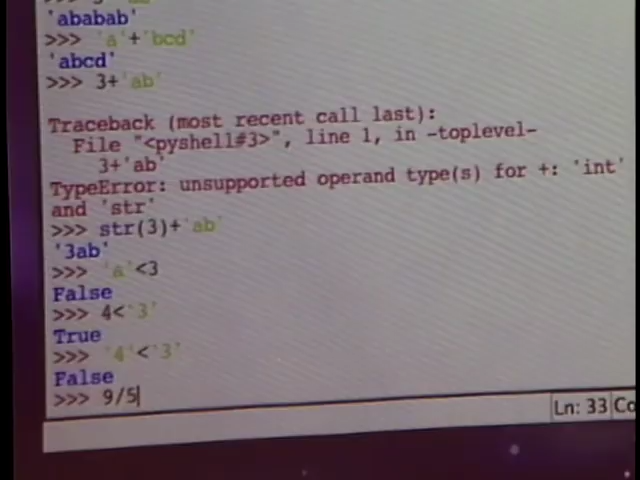 'ababab'
>>> 'a'+'bcd'
'abcd'
>>> 3+'ab'
Traceback (most recent call last):
File "<pyshell#3>", line 1, in -toplevel-
3+'ab'
TypeError: unsupported operand type(s) for +: 'int'
and 'str'
>>> str(3)+'ab'
'3ab'
>>> 'a'<3
False
>>> 4<'3'
True
>>> '4'<'3'
False
>>> 9/5
Ln: 33 Co